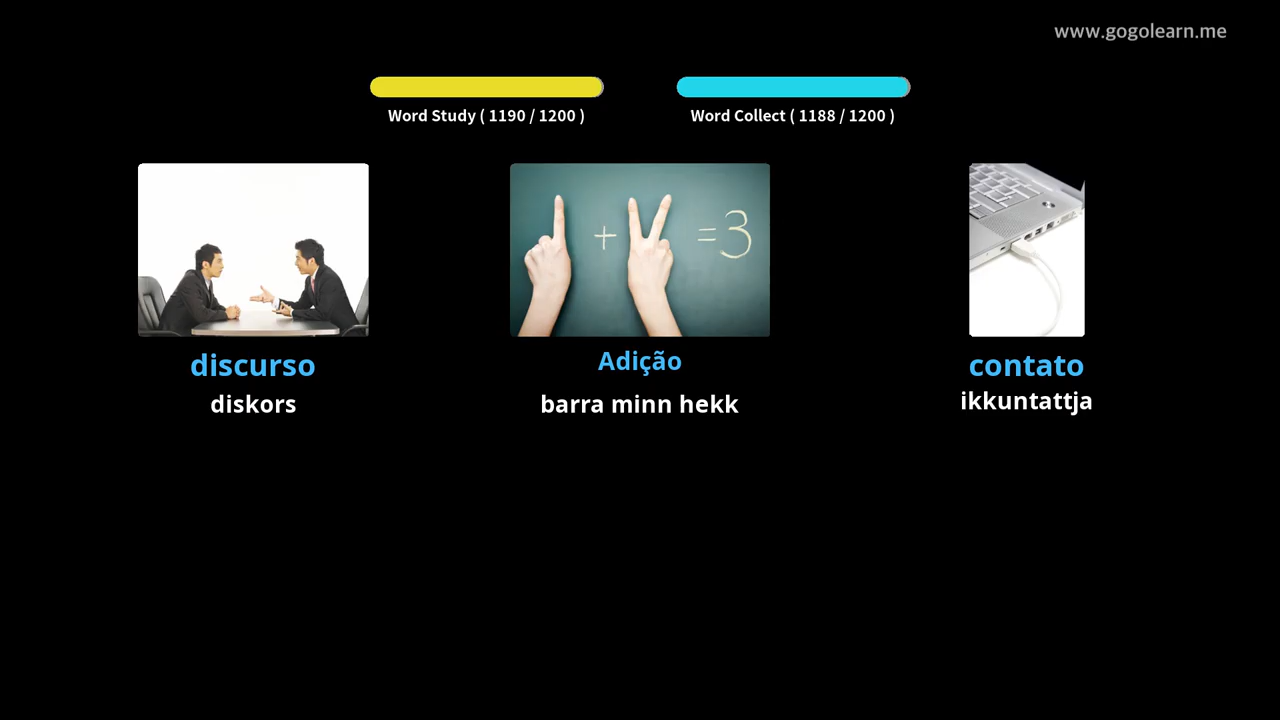 www.gogolearn.me
Word Study ( 1190 / 1200 )
Word Collect ( 1188 / 1200 )
+ = 3
discurso
Adição
contato
diskors
barra minn hekk
ikkuntattja